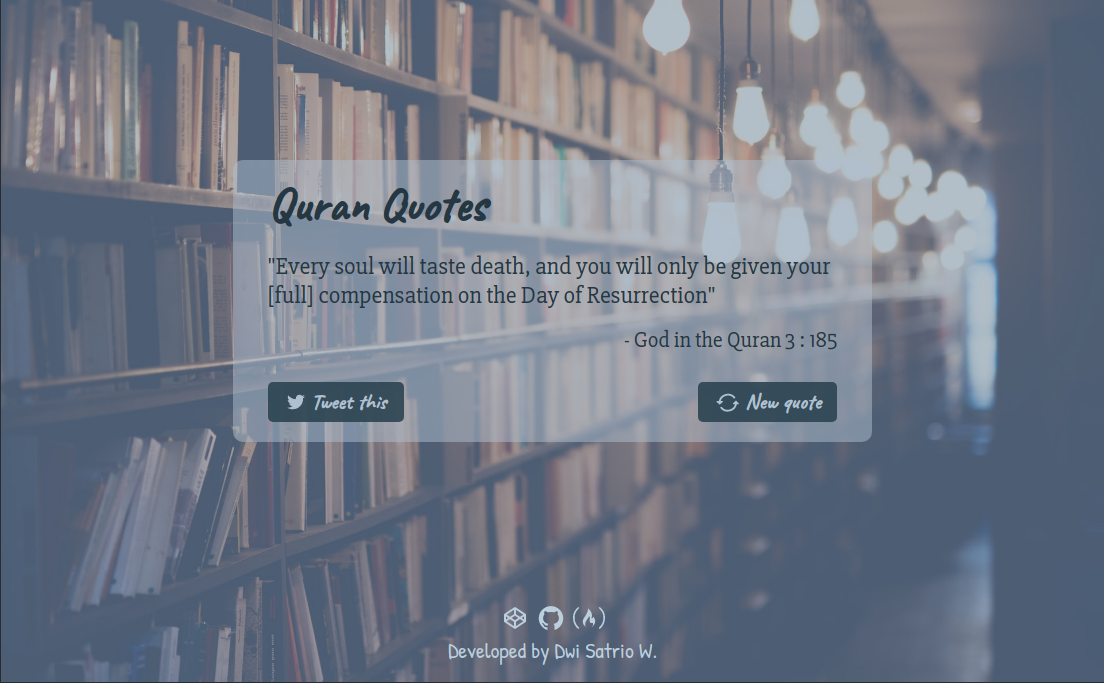 Quran Quotes
"Every soul will taste death, and you will only be given your
[full] compensation on the Day of Resurrection"
- God in the Quran 3 : 185
Tweet this
New quote
Developed by Dwi Satrio W.